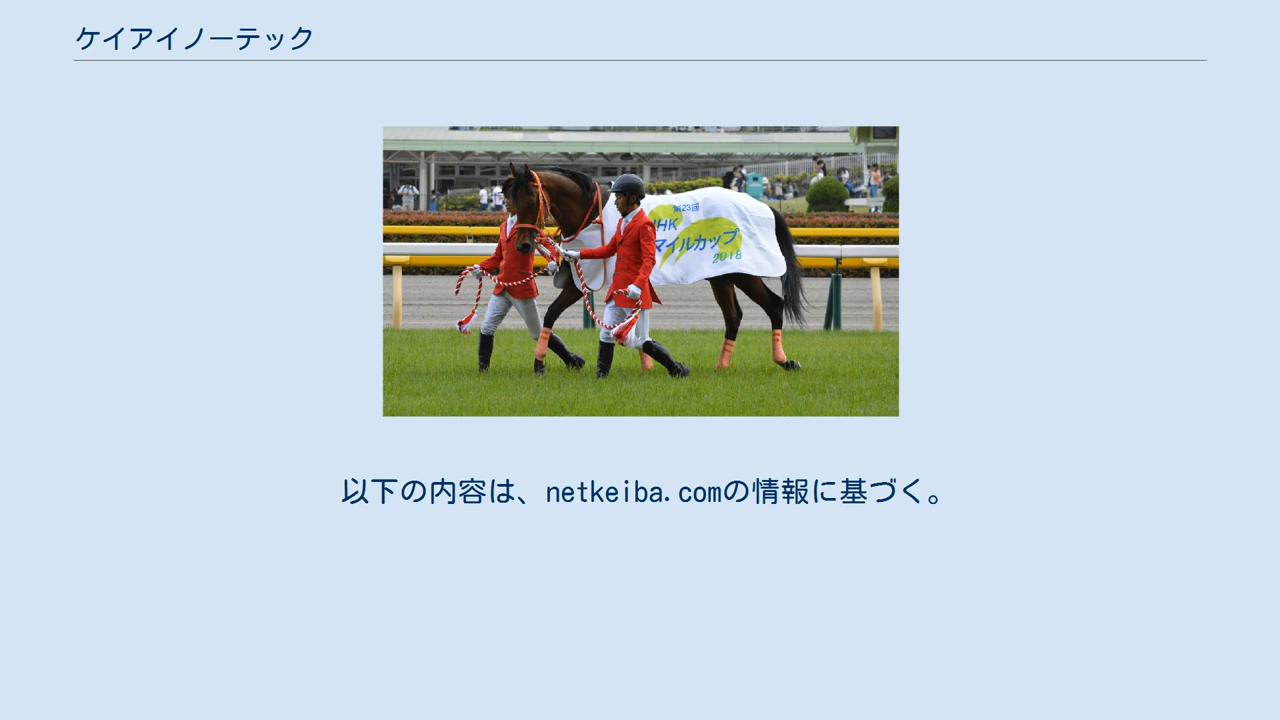 ケイアイノーテック
第23回
NHK
マイルカップ
2018
以下の内容は、netkeiba.comの情報に基づく。